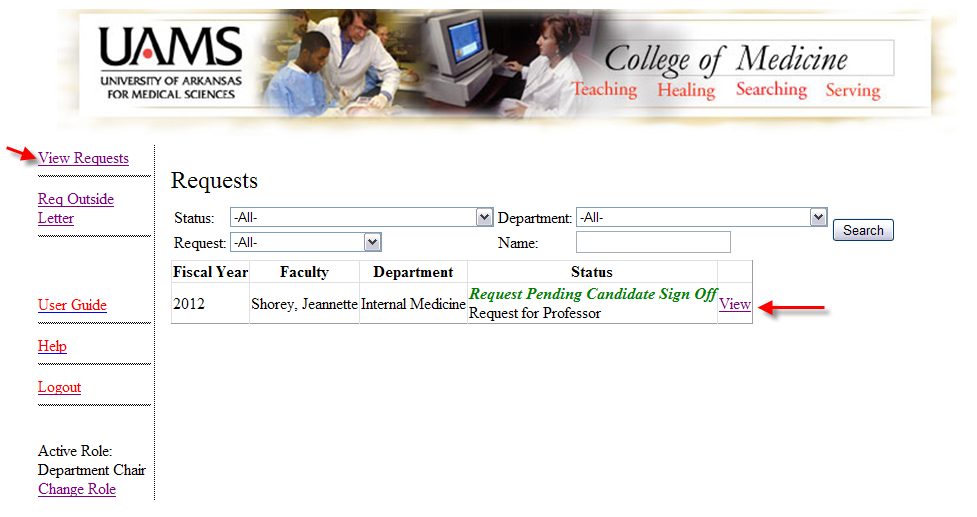 UAMS
UNIVERSITY OF ARKANSAS
FOR MEDICAL SCIENCES
College of Medicine
Teaching Healing Searching Serving
View Requests
Req Outside
Letter
User Guide
Help
Logout
Active Role:
Department Chair
Change Role
Requests
Status: -All- Department: -All-
Search
Request: -All- Name:
Fiscal Year Faculty Department Status
2012 Shorey, Jeannette Internal Medicine Request Pending Candidate Sign Off View
Request for Professor